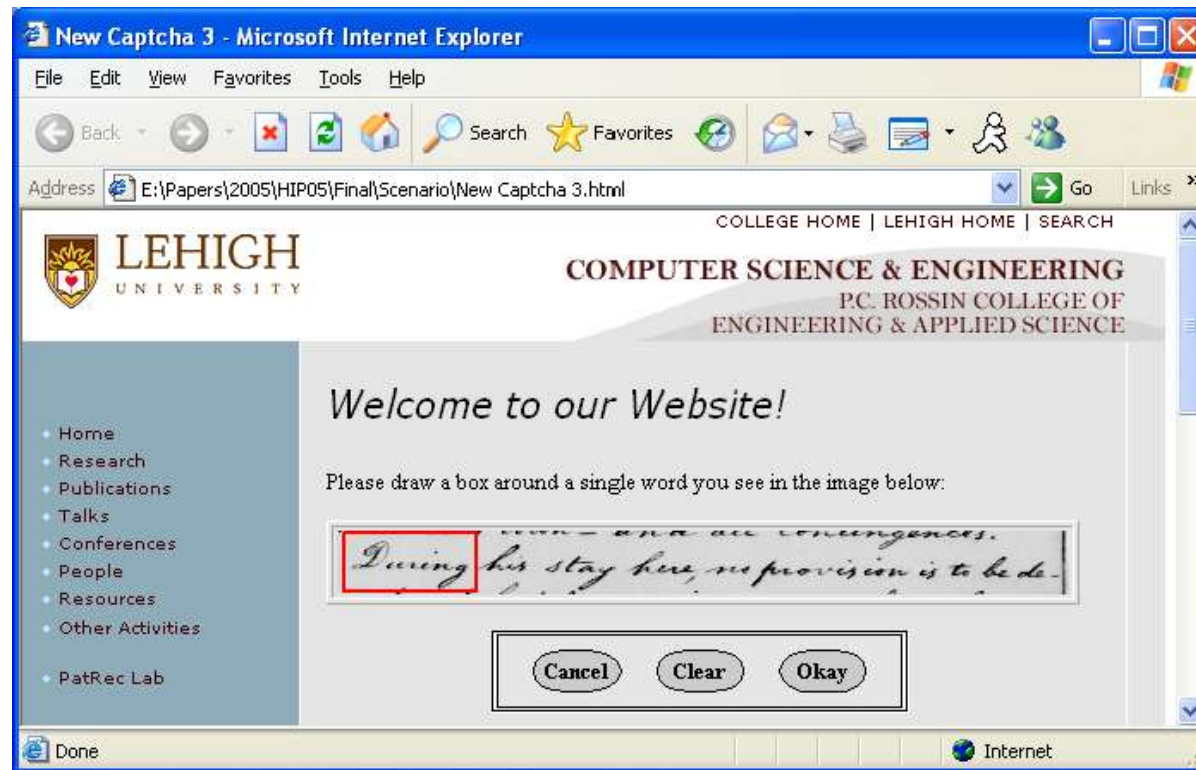 New Captcha 3 - Microsoft Internet Explorer
File Edit View Favorites Tools Help
Back Search Favorites
Address E:\Papers\2005\HIP05\Final\Scenario\New Captcha 3.html Go Links »
COLLEGE HOME | LEHIGH HOME | SEARCH
LEHIGH
UNIVERSITY
COMPUTER SCIENCE & ENGINEERING
P.C. ROSSIN COLLEGE OF
ENGINEERING & APPLIED SCIENCE
Home
Research
Publications
Talks
Conferences
People
Resources
Other Activities
PatRec Lab
Welcome to our Website!
Please draw a box around a single word you see in the image below:
and all contingences.
During his stay here, no provision is to be de-
Cancel Clear Okay
Done Internet